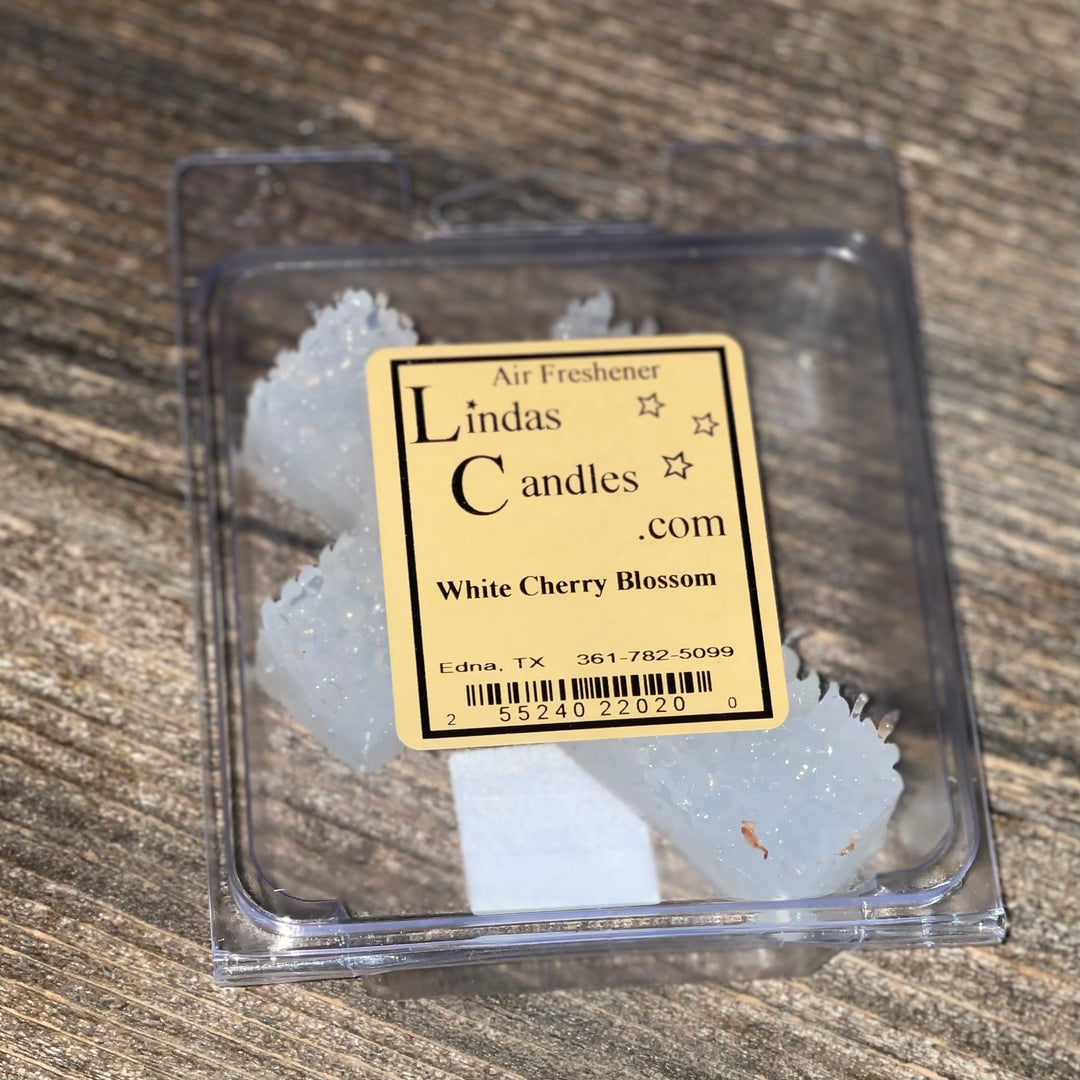 Air Freshener
Lindas
Candles
.com
White Cherry Blossom
Edna, TX 361-782-5099
2 55240 22020 0